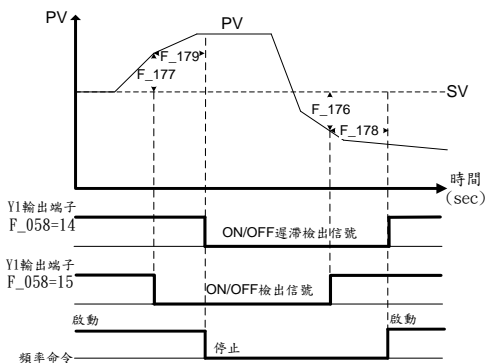 PV
PV
F_179
F_177
SV
F_176
F_178
時間
(sec)
Y1輸出端子
F_058=14
ON/OFF遲滯檢出信號
Y1輸出端子
F_058=15
ON/OFF檢出信號
啟動
啟動
停止
頻率命令